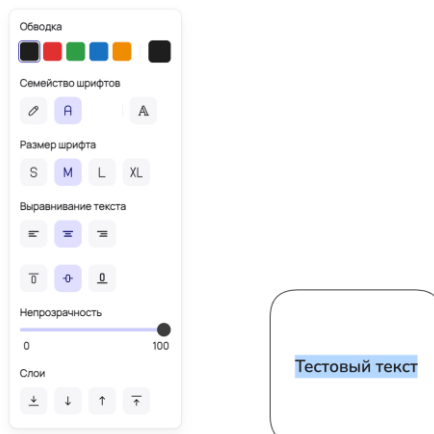 Обводка
Семейство шрифтов
A A
Размер шрифта
S M L XL
Выравнивание текста
Непрозрачность
0 100
Слои
Тестовый текст